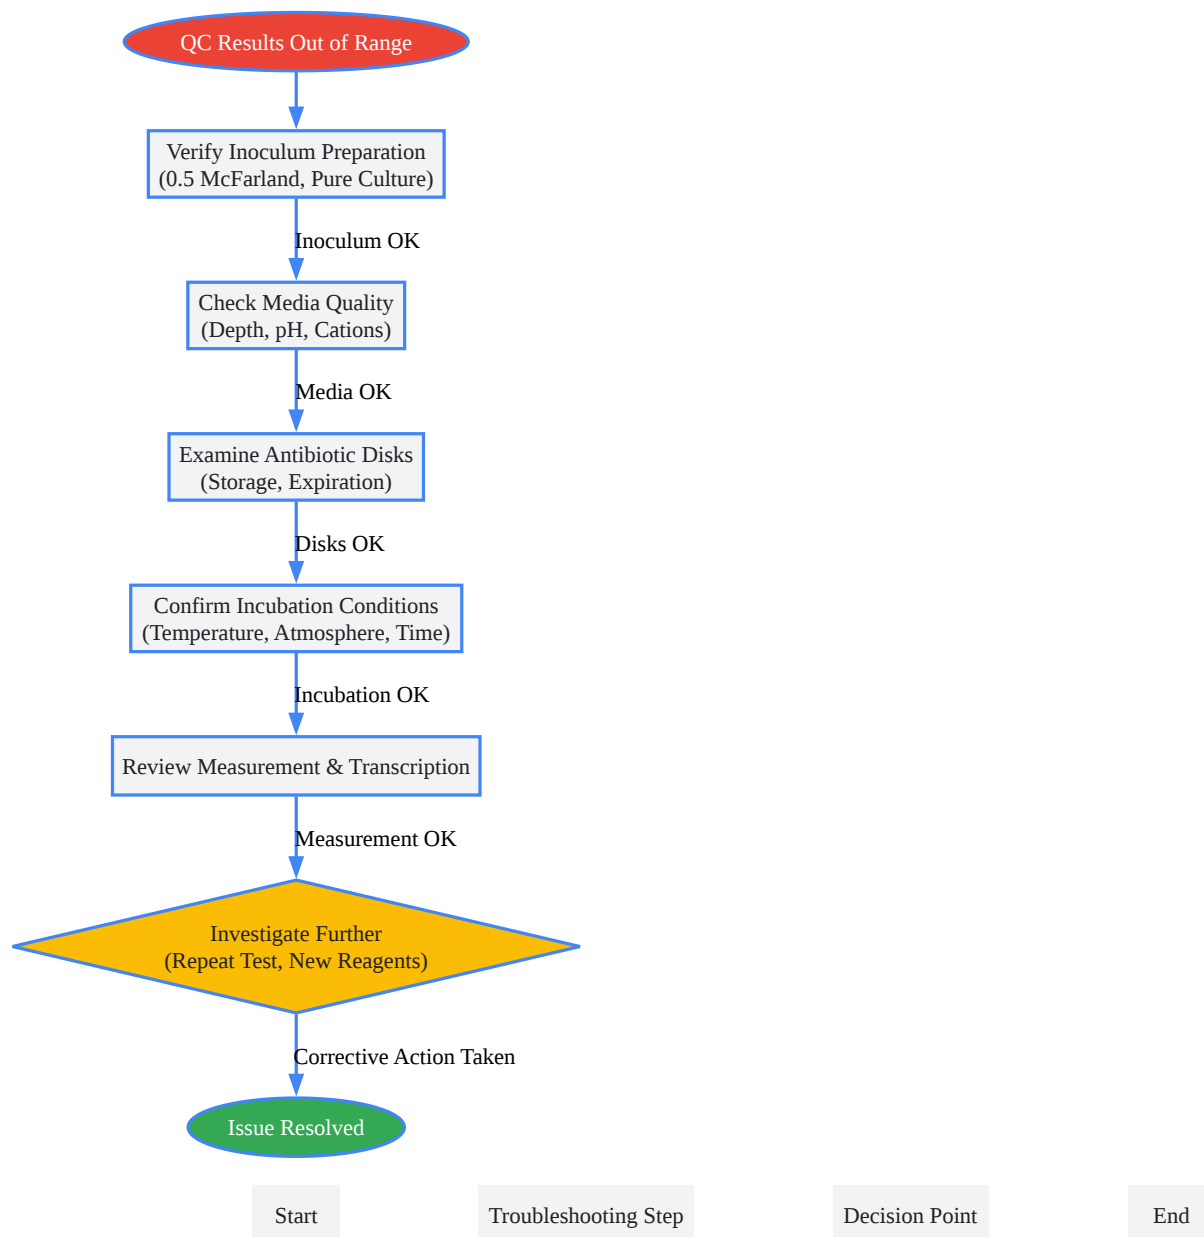 QC Results Out of Range
Verify Inoculum Preparation
(0.5 McFarland, Pure Culture)
Inoculum OK
Check Media Quality
(Depth, pH, Cations)
Media OK
Examine Antibiotic Disks
(Storage, Expiration)
Disks OK
Confirm Incubation Conditions
(Temperature, Atmosphere, Time)
Incubation OK
Review Measurement & Transcription
Measurement OK
Investigate Further
(Repeat Test, New Reagents)
Corrective Action Taken
Issue Resolved
Start
Troubleshooting Step
Decision Point
End